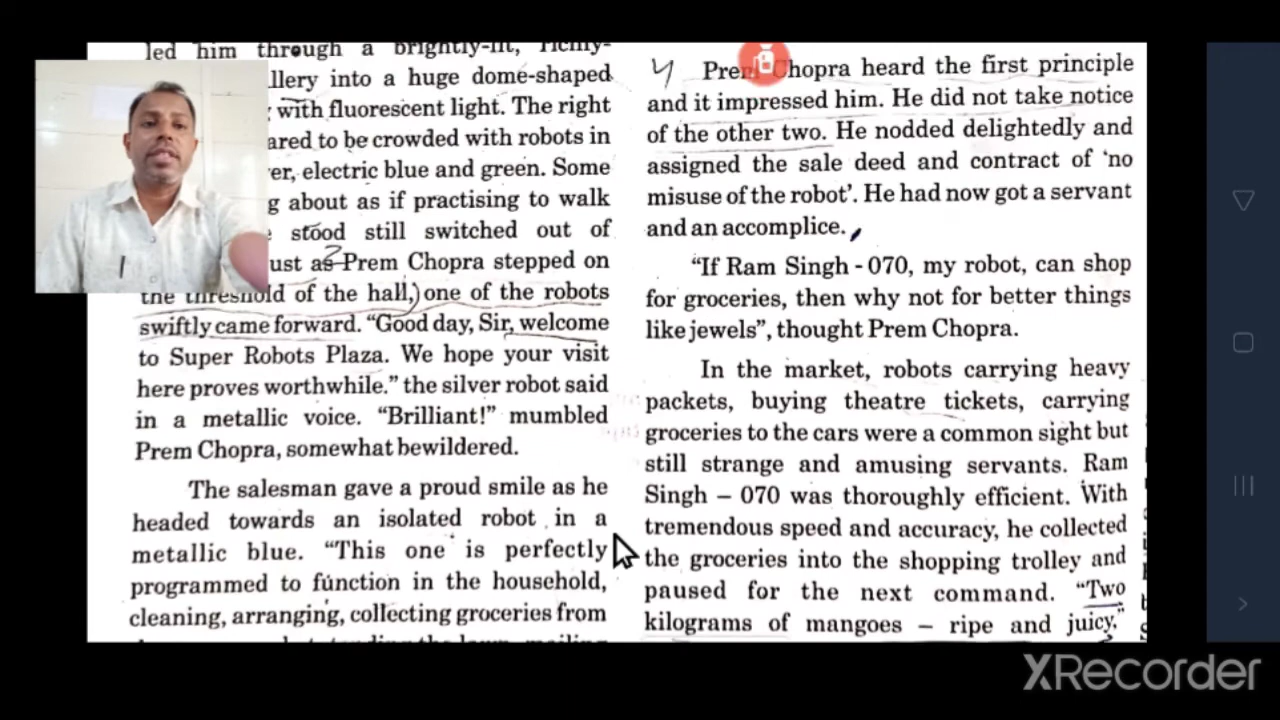 led him through a brightly-lit, richly-
llery into a huge dome-shaped
with fluorescent light. The right
ared to be crowded with robots in
er, electric blue and green. Some
g about as if practising to walk
e stood still switched out of
ust as Prem Chopra stepped on
the threshold of the hall, one of the robots
swiftly came forward. “Good day, Sir, welcome
to Super Robots Plaza. We hope your visit
here proves worthwhile.” the silver robot said
in a metallic voice. “Brilliant!” mumbled
Prem Chopra, somewhat bewildered.
The salesman gave a proud smile as he
headed towards an isolated robot in a
metallic blue. “This one is perfectly
programmed to function in the household,
cleaning, arranging, collecting groceries from
Prem Chopra heard the first principle
and it impressed him. He did not take notice
of the other two. He nodded delightedly and
assigned the sale deed and contract of ‘no
misuse of the robot’. He had now got a servant
and an accomplice.
“If Ram Singh - 070, my robot, can shop
for groceries, then why not for better things
like jewels”, thought Prem Chopra.
In the market, robots carrying heavy
packets, buying theatre tickets, carrying
groceries to the cars were a common sight but
still strange and amusing servants. Ram
Singh – 070 was thoroughly efficient. With
tremendous speed and accuracy, he collected
the groceries into the shopping trolley and
paused for the next command. “Two
kilograms of mangoes – ripe and juicy.”
XRecorder